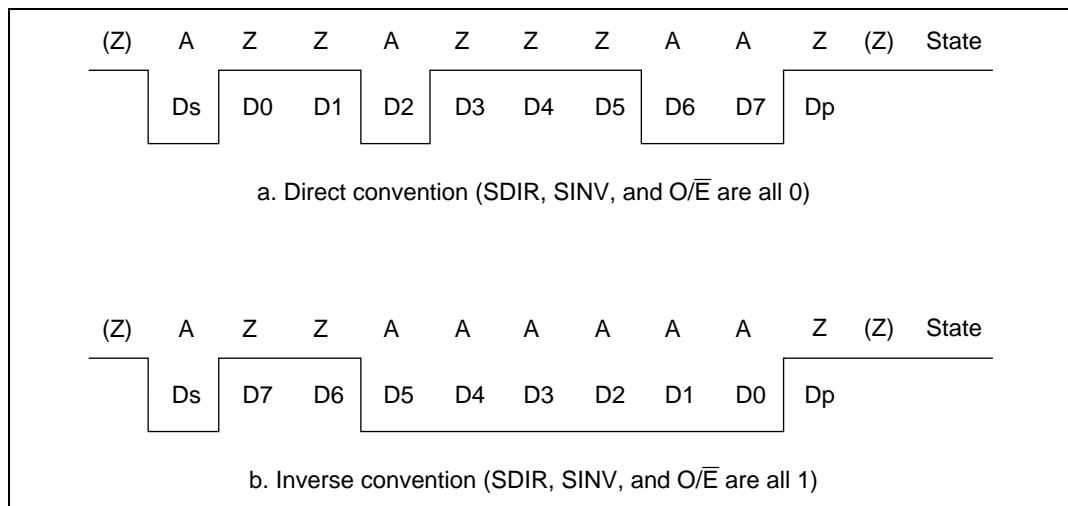 (Z) A Z Z A Z Z Z A A Z (Z) State
Ds D0 D1 D2 D3 D4 D5 D6 D7 Dp
a. Direct convention (SDIR, SINV, and O/E̅ are all 0)
(Z) A Z Z A A A A A A Z (Z) State
Ds D7 D6 D5 D4 D3 D2 D1 D0 Dp
b. Inverse convention (SDIR, SINV, and O/E̅ are all 1)